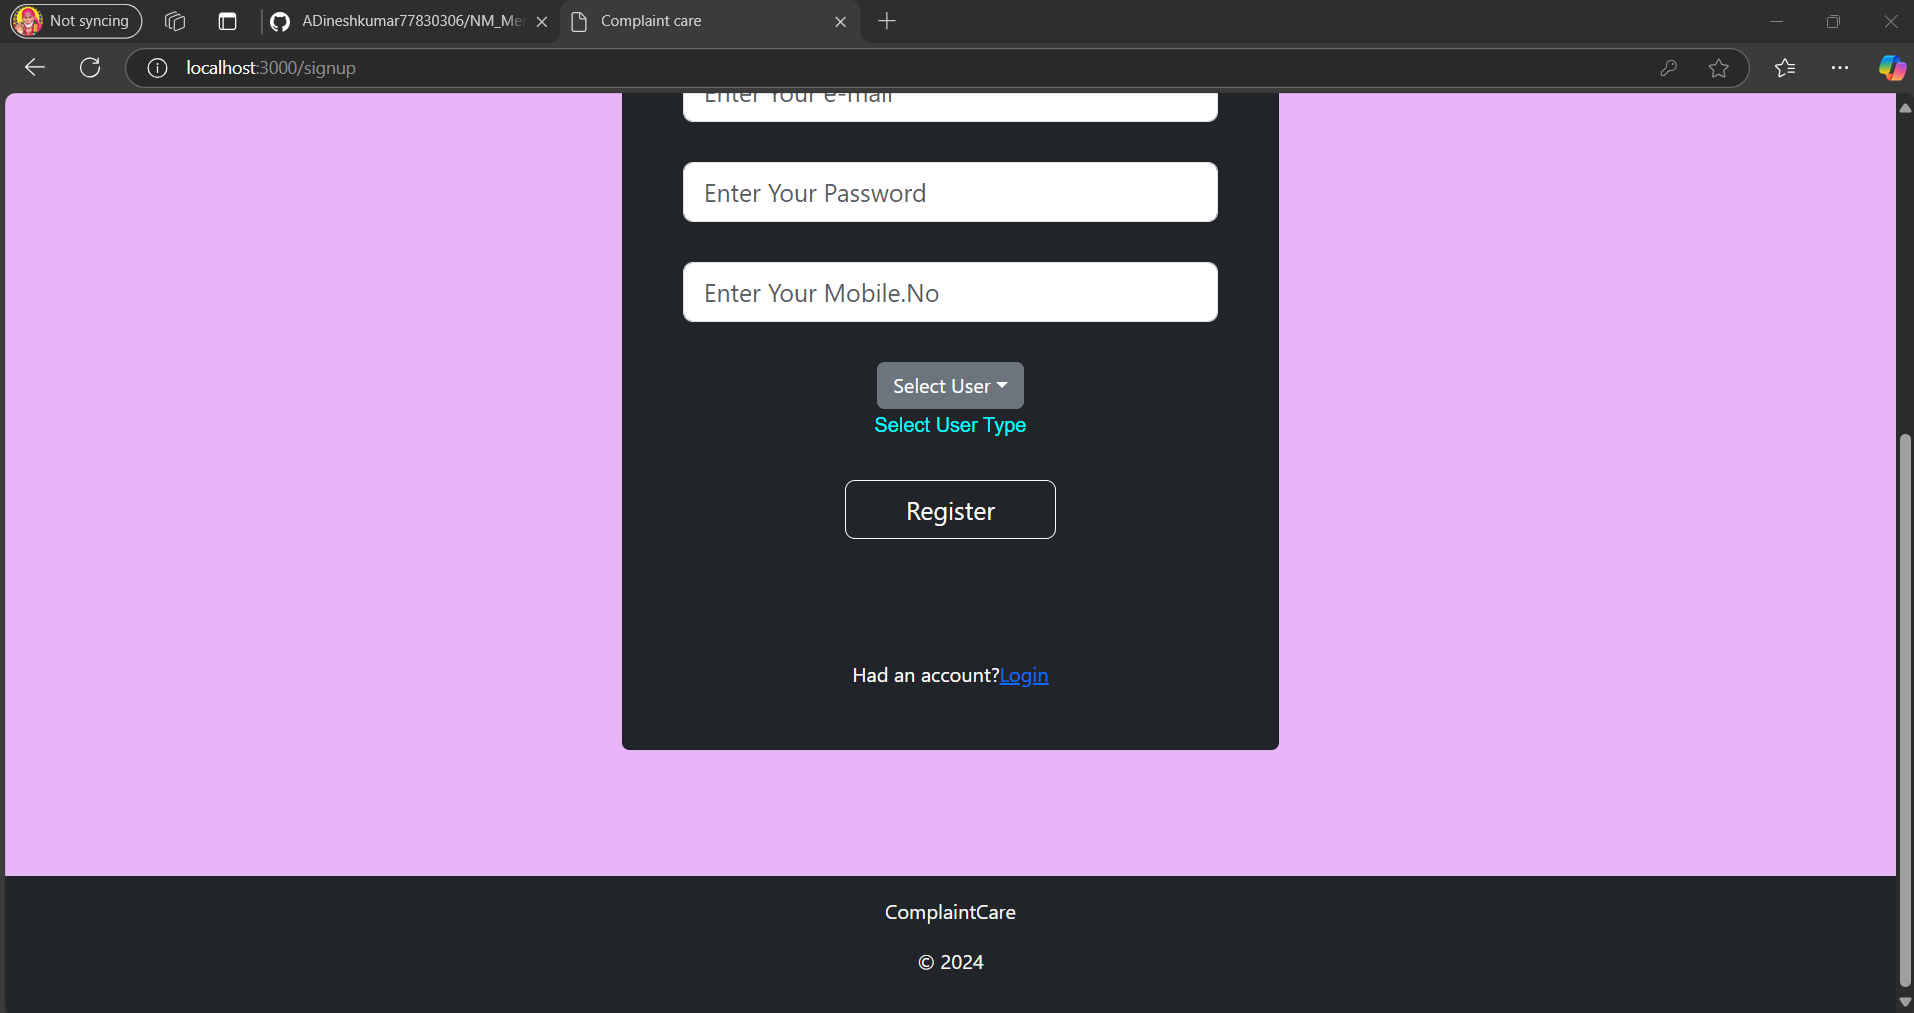 Not syncing
ADineshkumar77830306/NM_Me
Complaint care
localhost:3000/signup
Enter Your e-mail
Enter Your Password
Enter Your Mobile.No
Select User
Select User Type
Register
Had an account?Login
ComplaintCare
© 2024